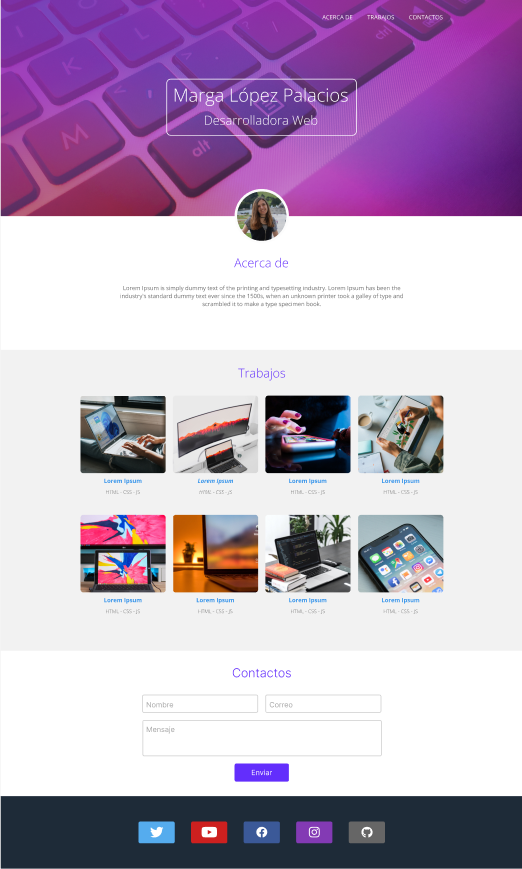 ACERCA DE TRABAJOS CONTACTOS
Marga López Palacios
Desarrolladora Web
M
alt
alt
Acerca de
Lorem Ipsum is simply dummy text of the printing and typesetting industry. Lorem Ipsum has been the
industry's standard dummy text ever since the 1500s, when an unknown printer took a galley of type and
scrambled it to make a type specimen book.
Trabajos
Lorem Ipsum Lorem Ipsum Lorem Ipsum Lorem Ipsum
HTML - CSS - JS HTML - CSS - JS HTML - CSS - JS HTML - CSS - JS
Lorem Ipsum Lorem Ipsum Lorem Ipsum Lorem Ipsum
HTML - CSS - JS HTML - CSS - JS HTML - CSS - JS HTML - CSS - JS
Contactos
Nombre Correo
Mensaje
Enviar